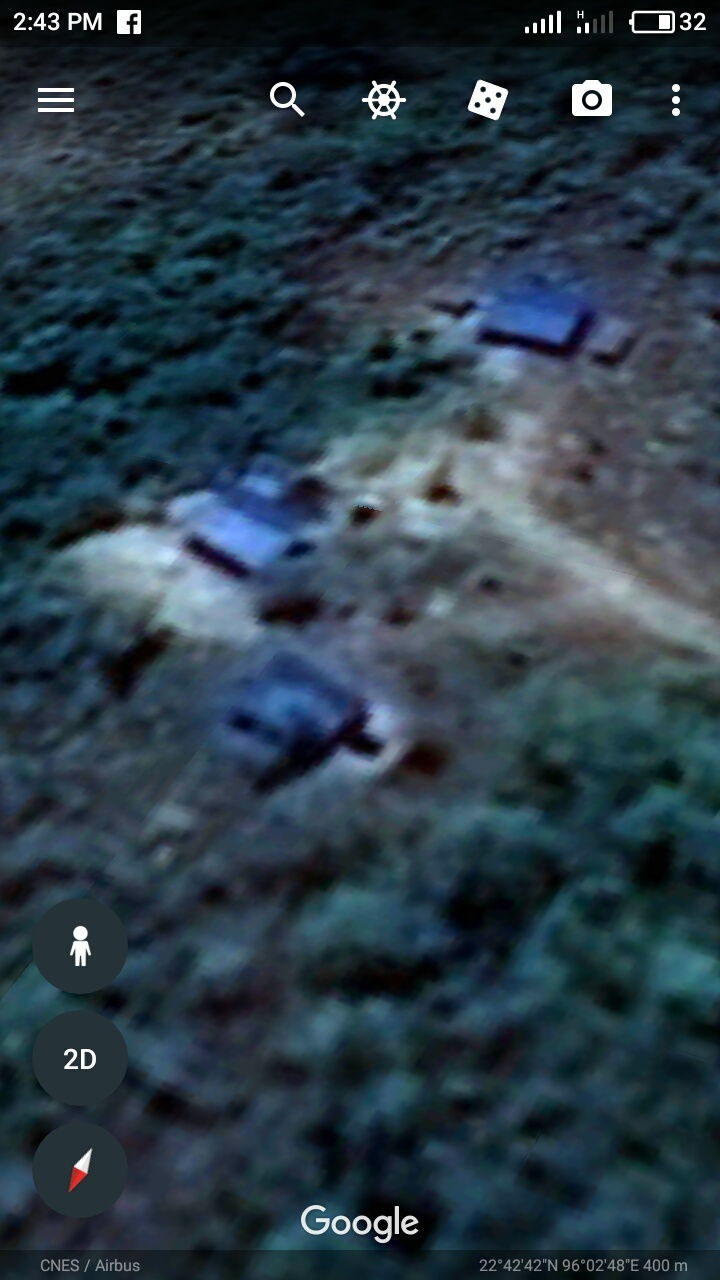 2:43 PM
H
32
2D
Google
CNES / Airbus
22°42'42"N 96°02'48"E 400 m